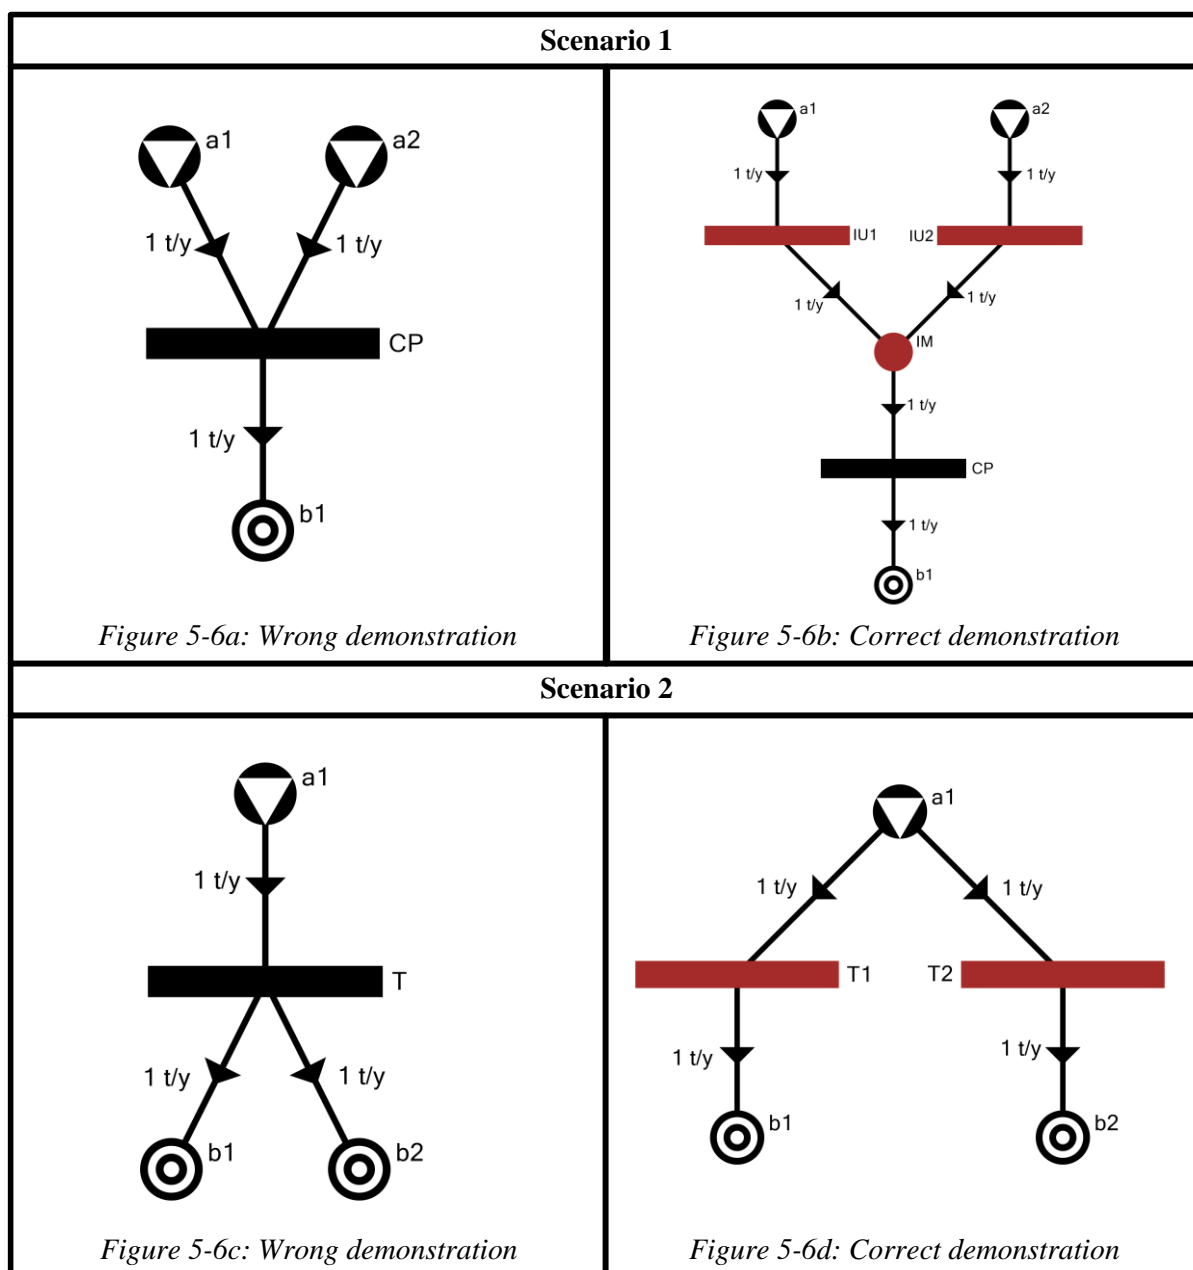 Scenario 1
a1
a2
1 t/y
1 t/y
CP
1 t/y
b1
Figure 5-6a: Wrong demonstration
a1
a2
1 t/y
1 t/y
IU1
IU2
1 t/y
1 t/y
IM
1 t/y
CP
1 t/y
b1
Figure 5-6b: Correct demonstration
Scenario 2
a1
1 t/y
T
1 t/y
1 t/y
b1
b2
Figure 5-6c: Wrong demonstration
a1
1 t/y
1 t/y
T1
T2
1 t/y
1 t/y
b1
b2
Figure 5-6d: Correct demonstration